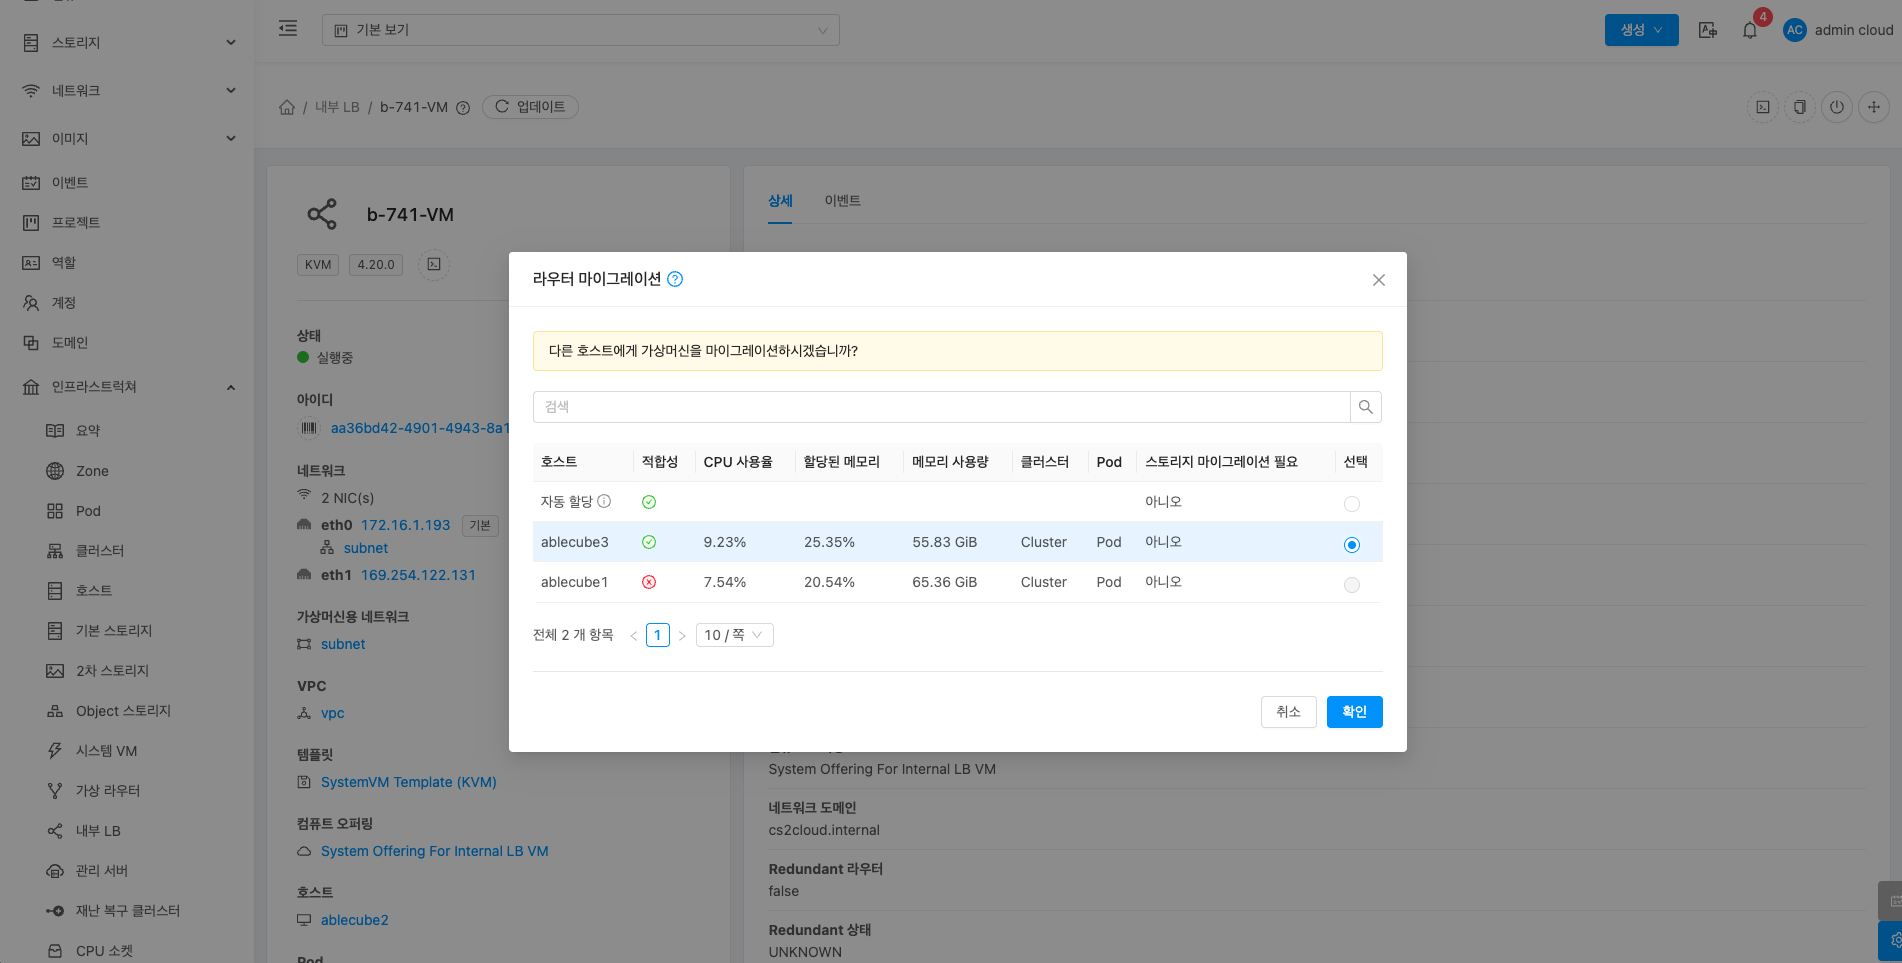 스토리지
네트워크
이미지
이벤트
프로젝트
역할
계정
도메인
인프라스트럭쳐
요약
Zone
Pod
클러스터
호스트
기본 스토리지
2차 스토리지
Object 스토리지
시스템 VM
가상 라우터
내부 LB
관리 서버
재난 복구 클러스터
CPU 소켓
기본 보기
생성
4
AC
admin cloud
/ 내부 LB / b-741-VM
업데이트
b-741-VM
KVM
4.20.0
상태
실행중
아이디
aa36bd42-4901-4943-8a1
네트워크
2 NIC(s)
eth0 172.16.1.193 기본
subnet
eth1 169.254.122.131
가상머신용 네트워크
subnet
VPC
vpc
템플릿
SystemVM Template (KVM)
컴퓨트 오퍼링
System Offering For Internal LB VM
호스트
ablecube2
Pod
상세
이벤트
라우터 마이그레이션
다른 호스트에게 가상머신을 마이그레이션하시겠습니까?
검색
호스트 적합성 CPU 사용율 할당된 메모리 메모리 사용량 클러스터 Pod 스토리지 마이그레이션 필요 선택
자동 할당 아니오
ablecube3 9.23% 25.35% 55.83 GiB Cluster Pod 아니오
ablecube1 7.54% 20.54% 65.36 GiB Cluster Pod 아니오
전체 2 개 항목 1 10 / 쪽
취소
확인
System Offering For Internal LB VM
네트워크 도메인
cs2cloud.internal
Redundant 라우터
false
Redundant 상태
UNKNOWN